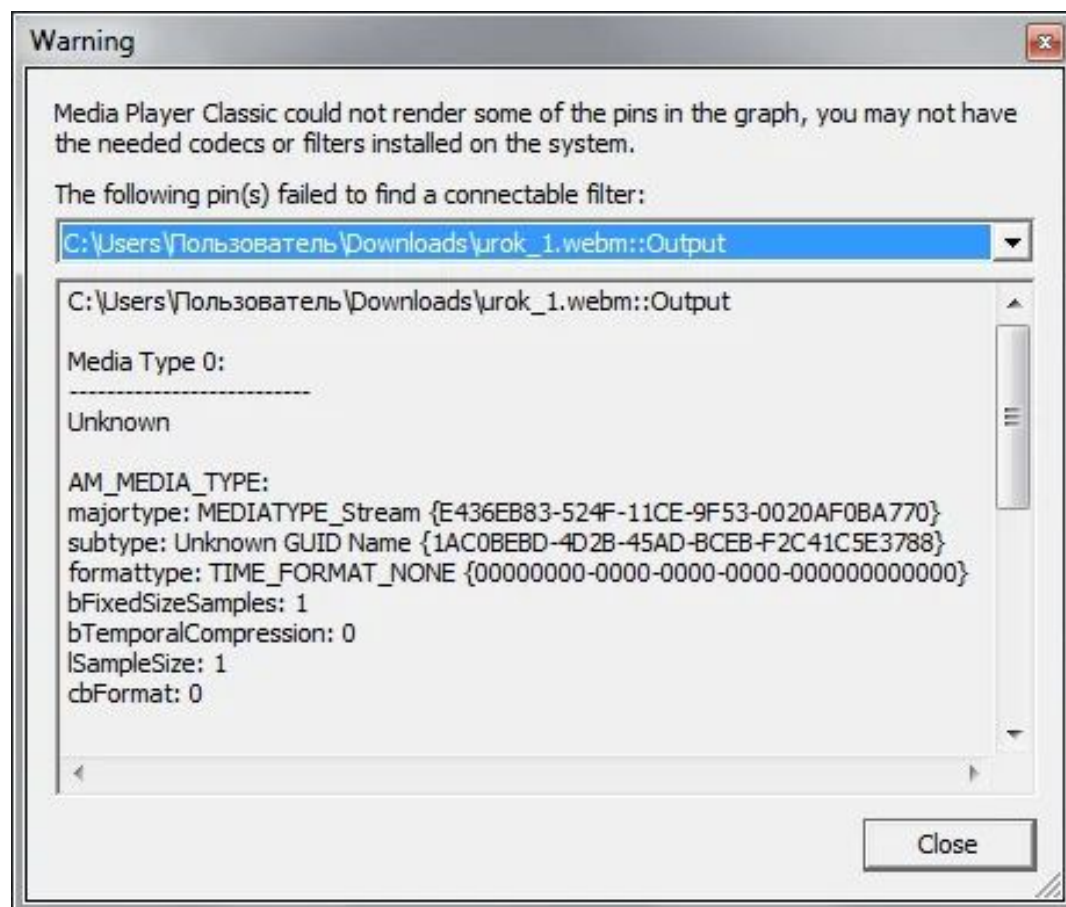 Warning
Media Player Classic could not render some of the pins in the graph, you may not have
the needed codecs or filters installed on the system.
The following pin(s) failed to find a connectable filter:
C:\Users\Пользователь\Downloads\urok_1.webm::Output
C:\Users\Пользователь\Downloads\urok_1.webm::Output
Media Type 0:
--------------------------
Unknown
AM_MEDIA_TYPE:
majortype: MEDIATYPE_Stream {E436EB83-524F-11CE-9F53-0020AF0BA770}
subtype: Unknown GUID Name {1AC0BEBD-4D2B-45AD-BCEB-F2C41C5E3788}
formattype: TIME_FORMAT_NONE {00000000-0000-0000-0000-000000000000}
bFixedSizeSamples: 1
bTemporalCompression: 0
lSampleSize: 1
cbFormat: 0
Close